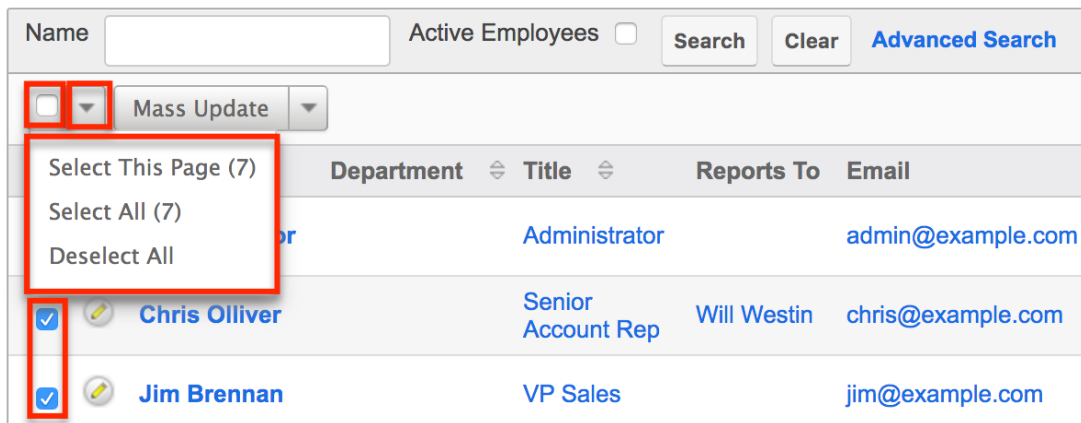 Name Active Employees Search Clear Advanced Search
Mass Update
Select This Page (7) Department Title Reports To Email
Select All (7)
or Administrator admin@example.com
Deselect All
Chris Olliver Senior Account Rep Will Westin chris@example.com
Jim Brennan VP Sales jim@example.com